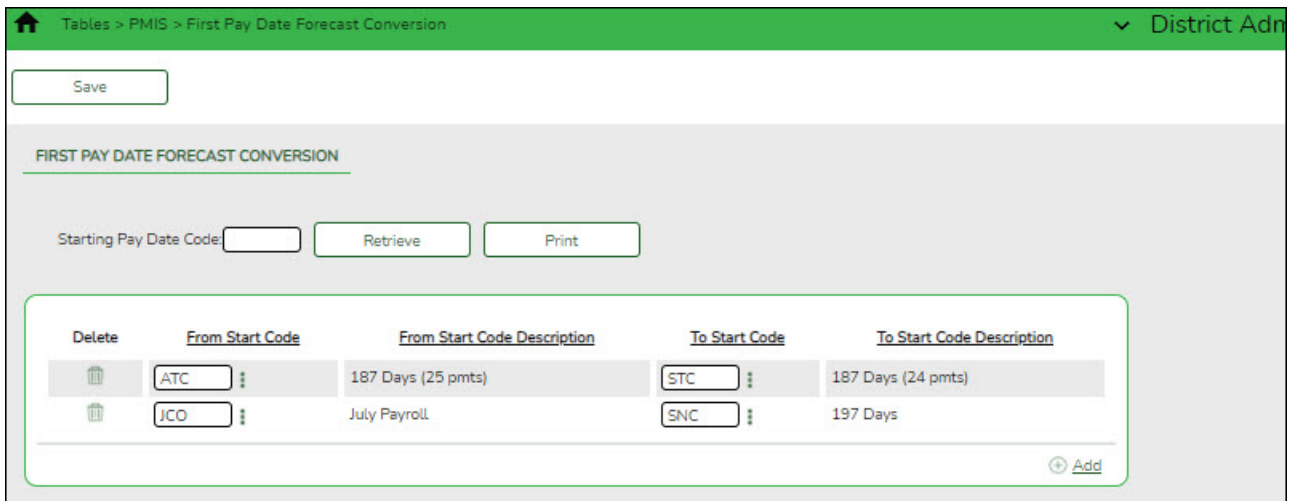 Tables > PMIS > First Pay Date Forecast Conversion District Adm
Save
FIRST PAY DATE FORECAST CONVERSION
Starting Pay Date Code: Retrieve Print
Delete From Start Code From Start Code Description To Start Code To Start Code Description
ATC 187 Days (25 pmts) STC 187 Days (24 pmts)
JCO July Payroll SNC 197 Days
Add